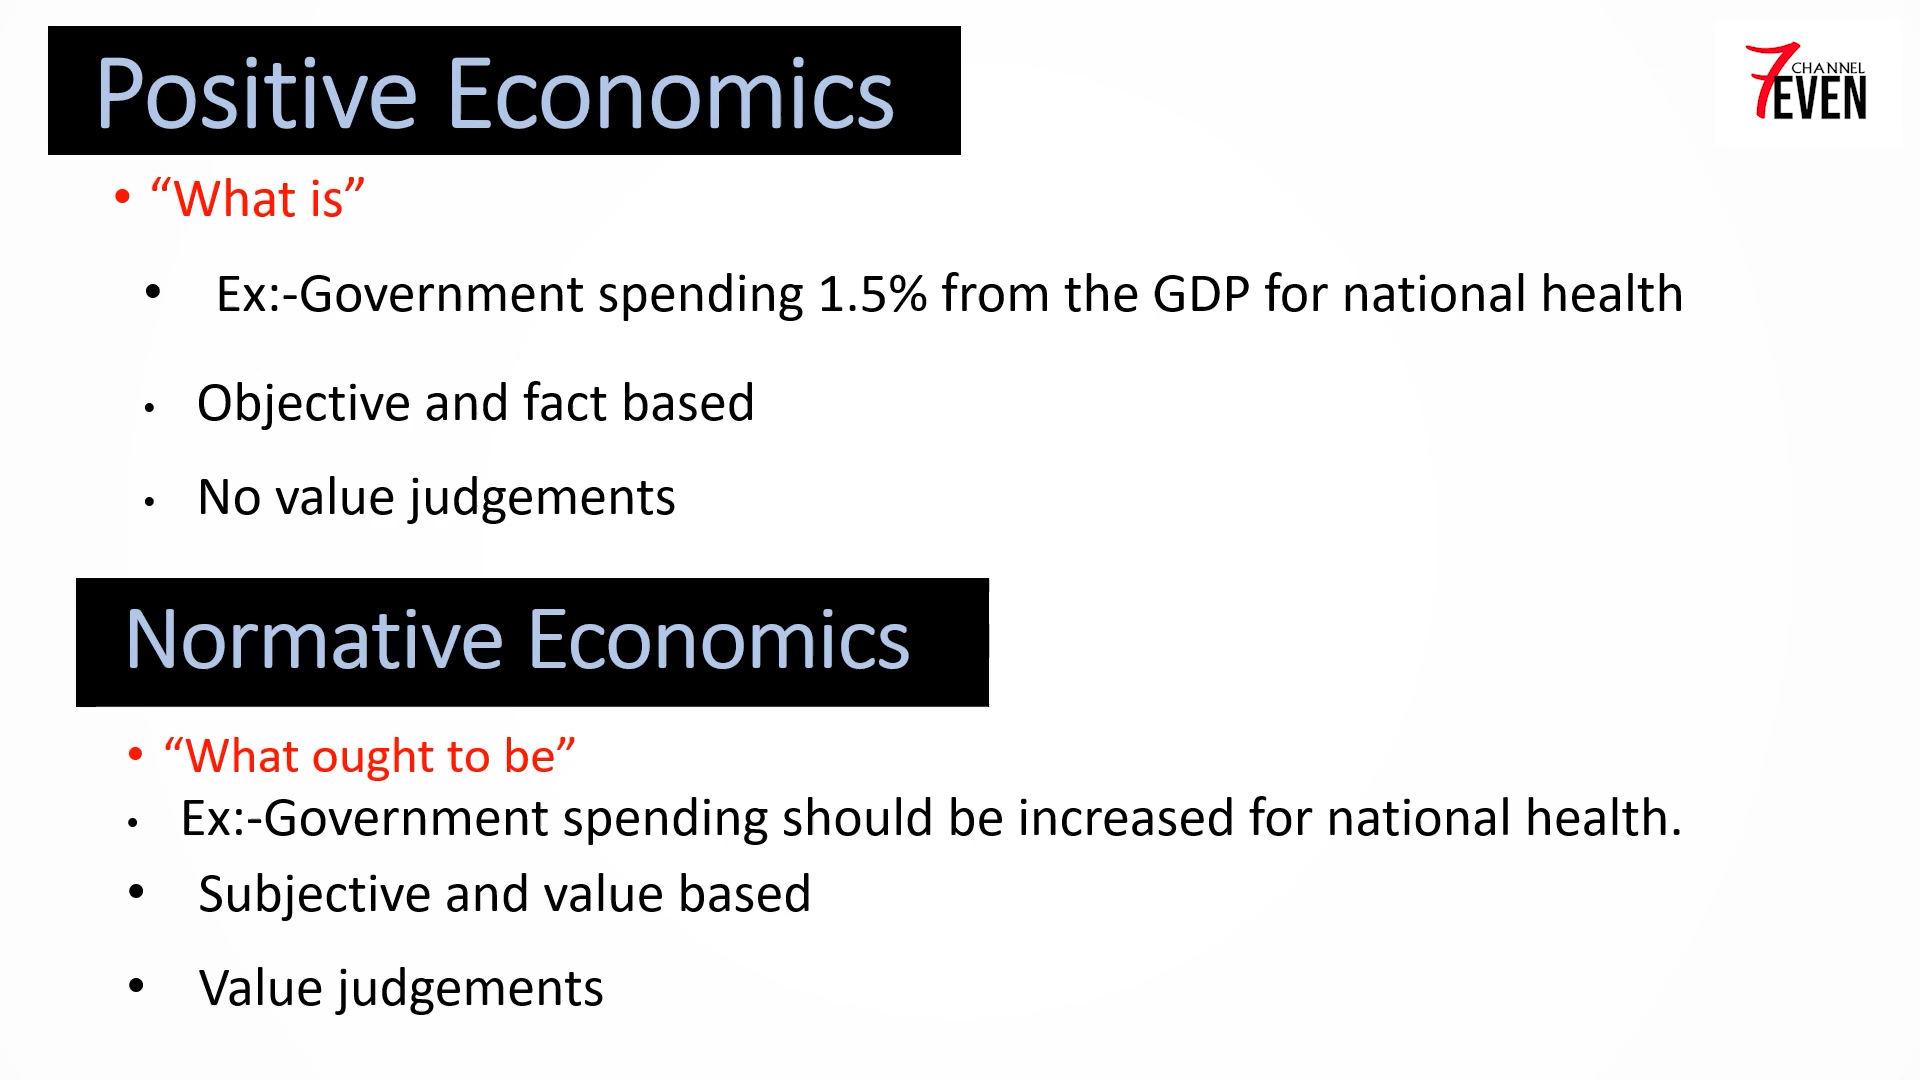 Positive Economics
7 CHANNEL
EVEN
• “What is”
• Ex:-Government spending 1.5% from the GDP for national health
• Objective and fact based
• No value judgements
Normative Economics
• “What ought to be”
• Ex:-Government spending should be increased for national health.
• Subjective and value based
• Value judgements